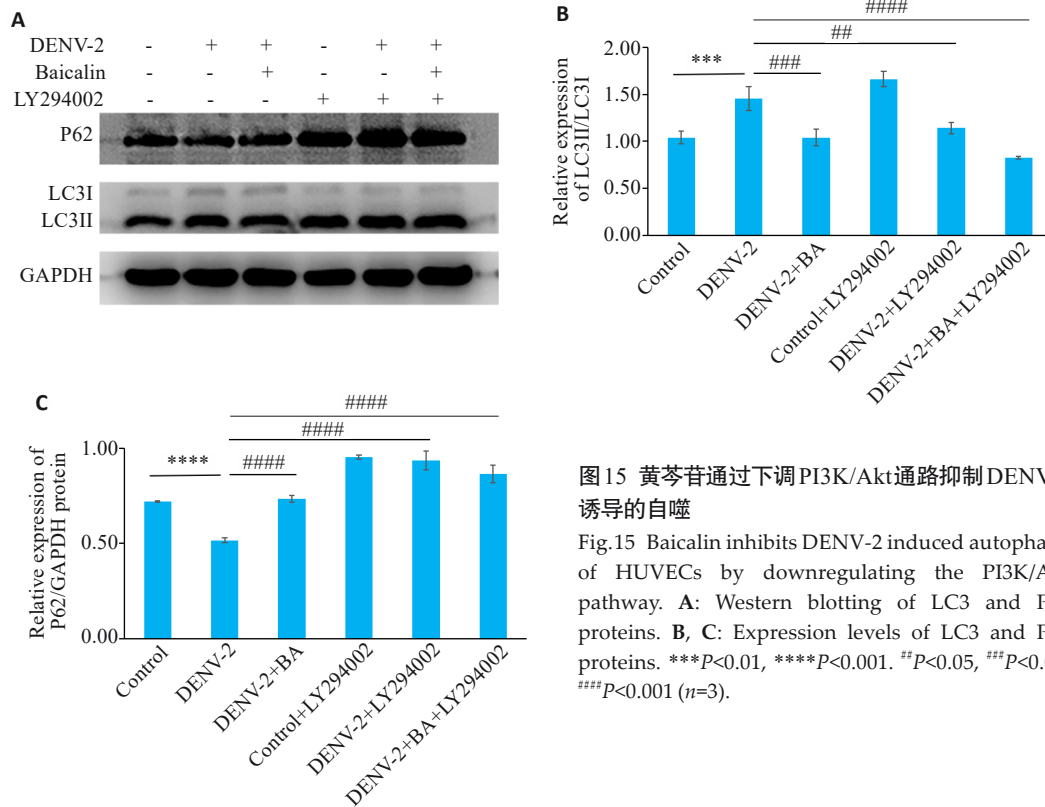 A
DENV-2 - + + - + +
Baicalin - - + - - +
LY294002 - - - + + +
P62
LC3I
LC3II
GAPDH
B
####
##
*** ###
Relative expression
of LC3II/LC3I
2.00
1.50
1.00
0.50
0.00
Control
DENV-2
DENV-2+BA
Control+LY294002
DENV-2+LY294002
DENV-2+BA+LY294002
C
####
####
**** ####
Relative expression of
P62/GAPDH protein
1.00
0.50
0.00
Control
DENV-2
DENV-2+BA
Control+LY294002
DENV-2+LY294002
DENV-2+BA+LY294002
图15 黄芩苷通过下调PI3K/Akt通路抑制DENV
诱导的自噬
Fig.15 Baicalin inhibits DENV-2 induced autopha
of HUVECs by downregulating the PI3K/A
pathway. A: Western blotting of LC3 and
proteins. B, C: Expression levels of LC3 and
proteins. ***P<0.01, ****P<0.001. ##P<0.05, ###P<0.
####P<0.001 (n=3).